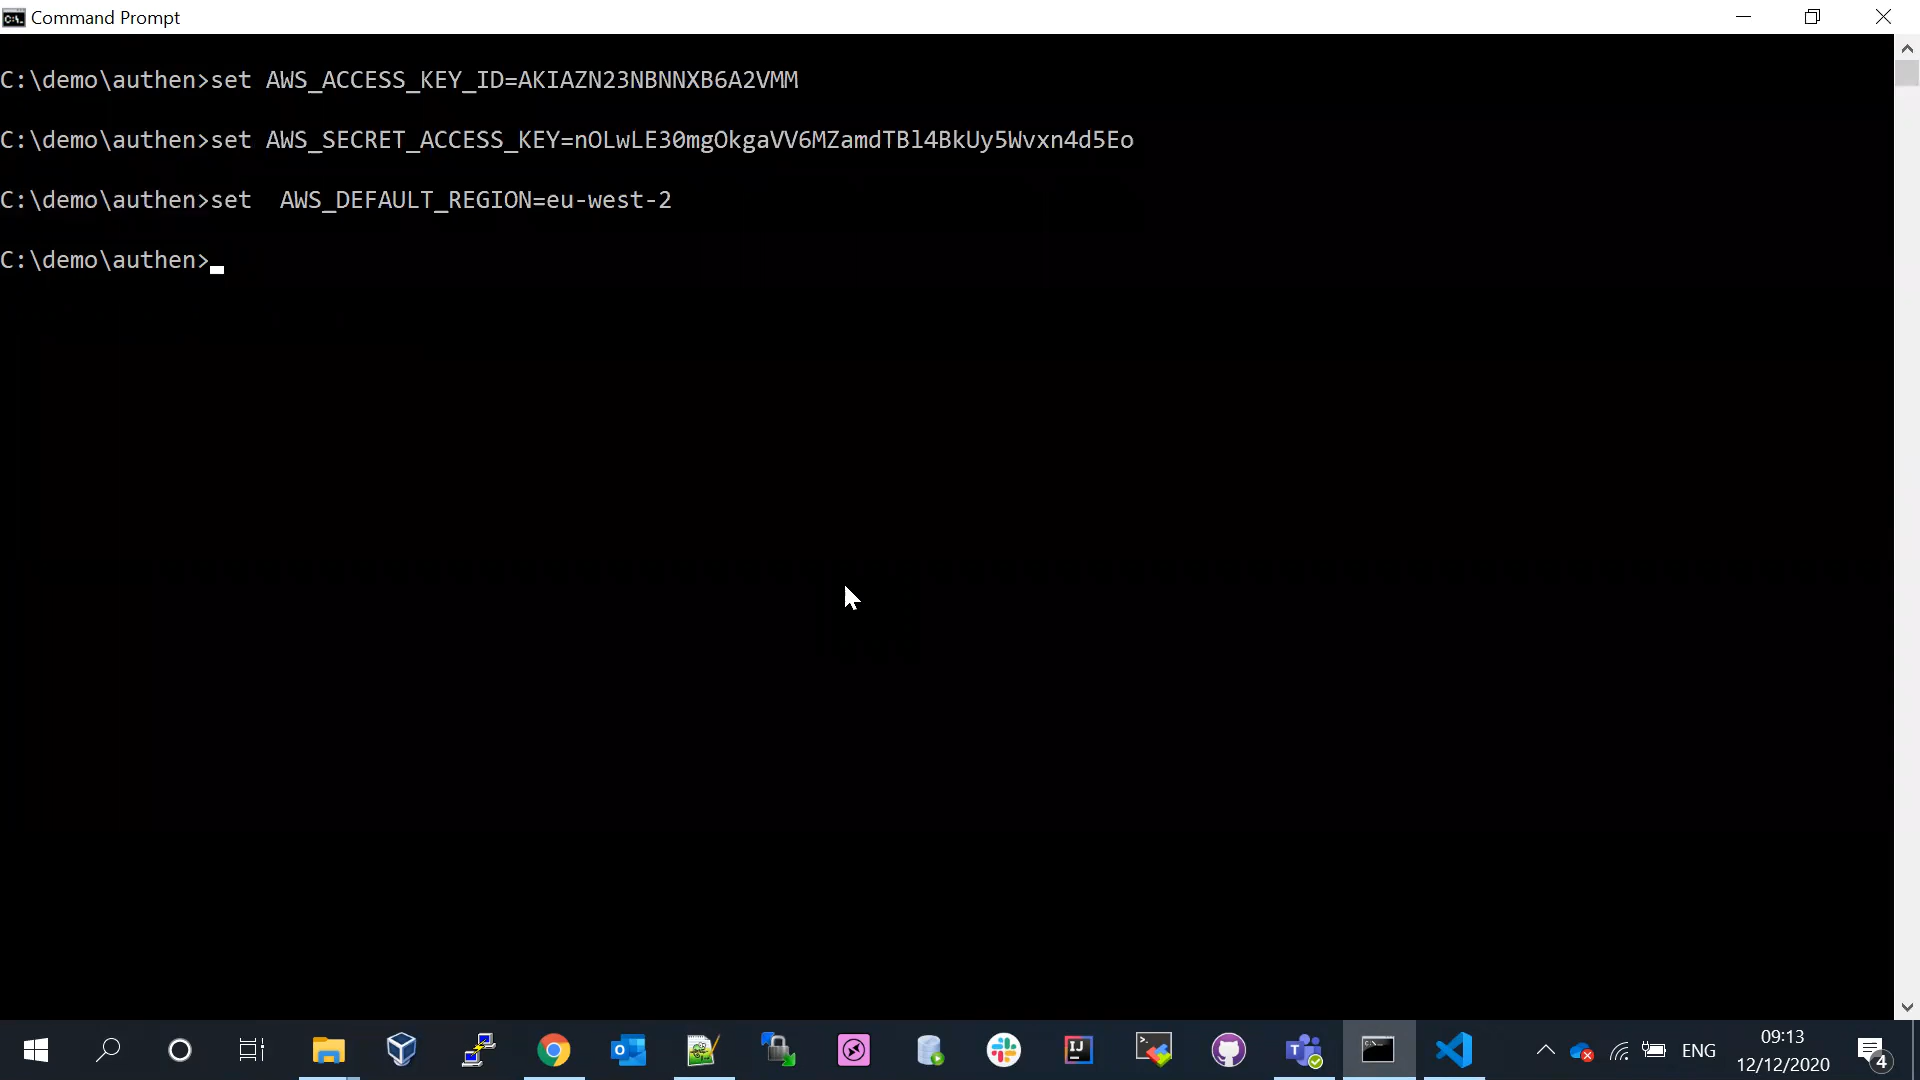 Command Prompt
C:\demo\authen>set AWS_ACCESS_KEY_ID=AKIAZN23NBNNXB6A2VMM
C:\demo\authen>set AWS_SECRET_ACCESS_KEY=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
C:\demo\authen>set  AWS_DEFAULT_REGION=eu-west-2
C:\demo\authen>
ENG
09:13
12/12/2020
4